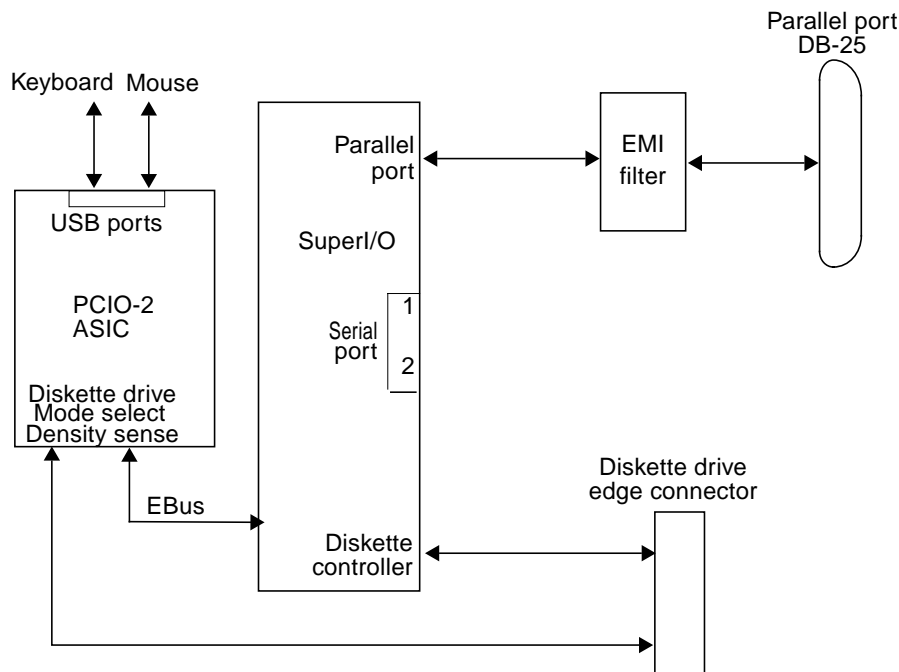 Parallel port
DB-25
Keyboard Mouse
EMI
filter
Parallel
port
USB ports
SuperI/O
PCIO-2
ASIC
1
Serial
port
2
Diskette drive
Mode select
Density sense
Diskette drive
edge connector
EBus
Diskette
controller